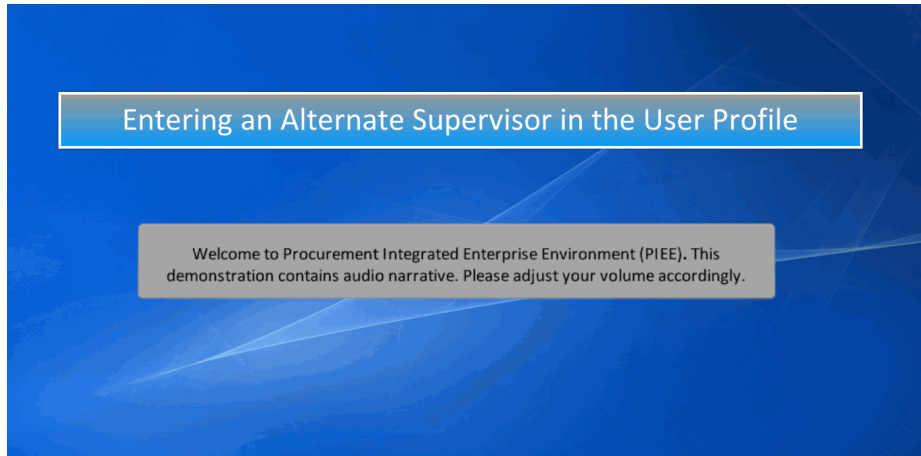 Entering an Alternate Supervisor in the User Profile
Welcome to Procurement Integrated Enterprise Environment (PIEE). This
demonstration contains audio narrative. Please adjust your volume accordingly.